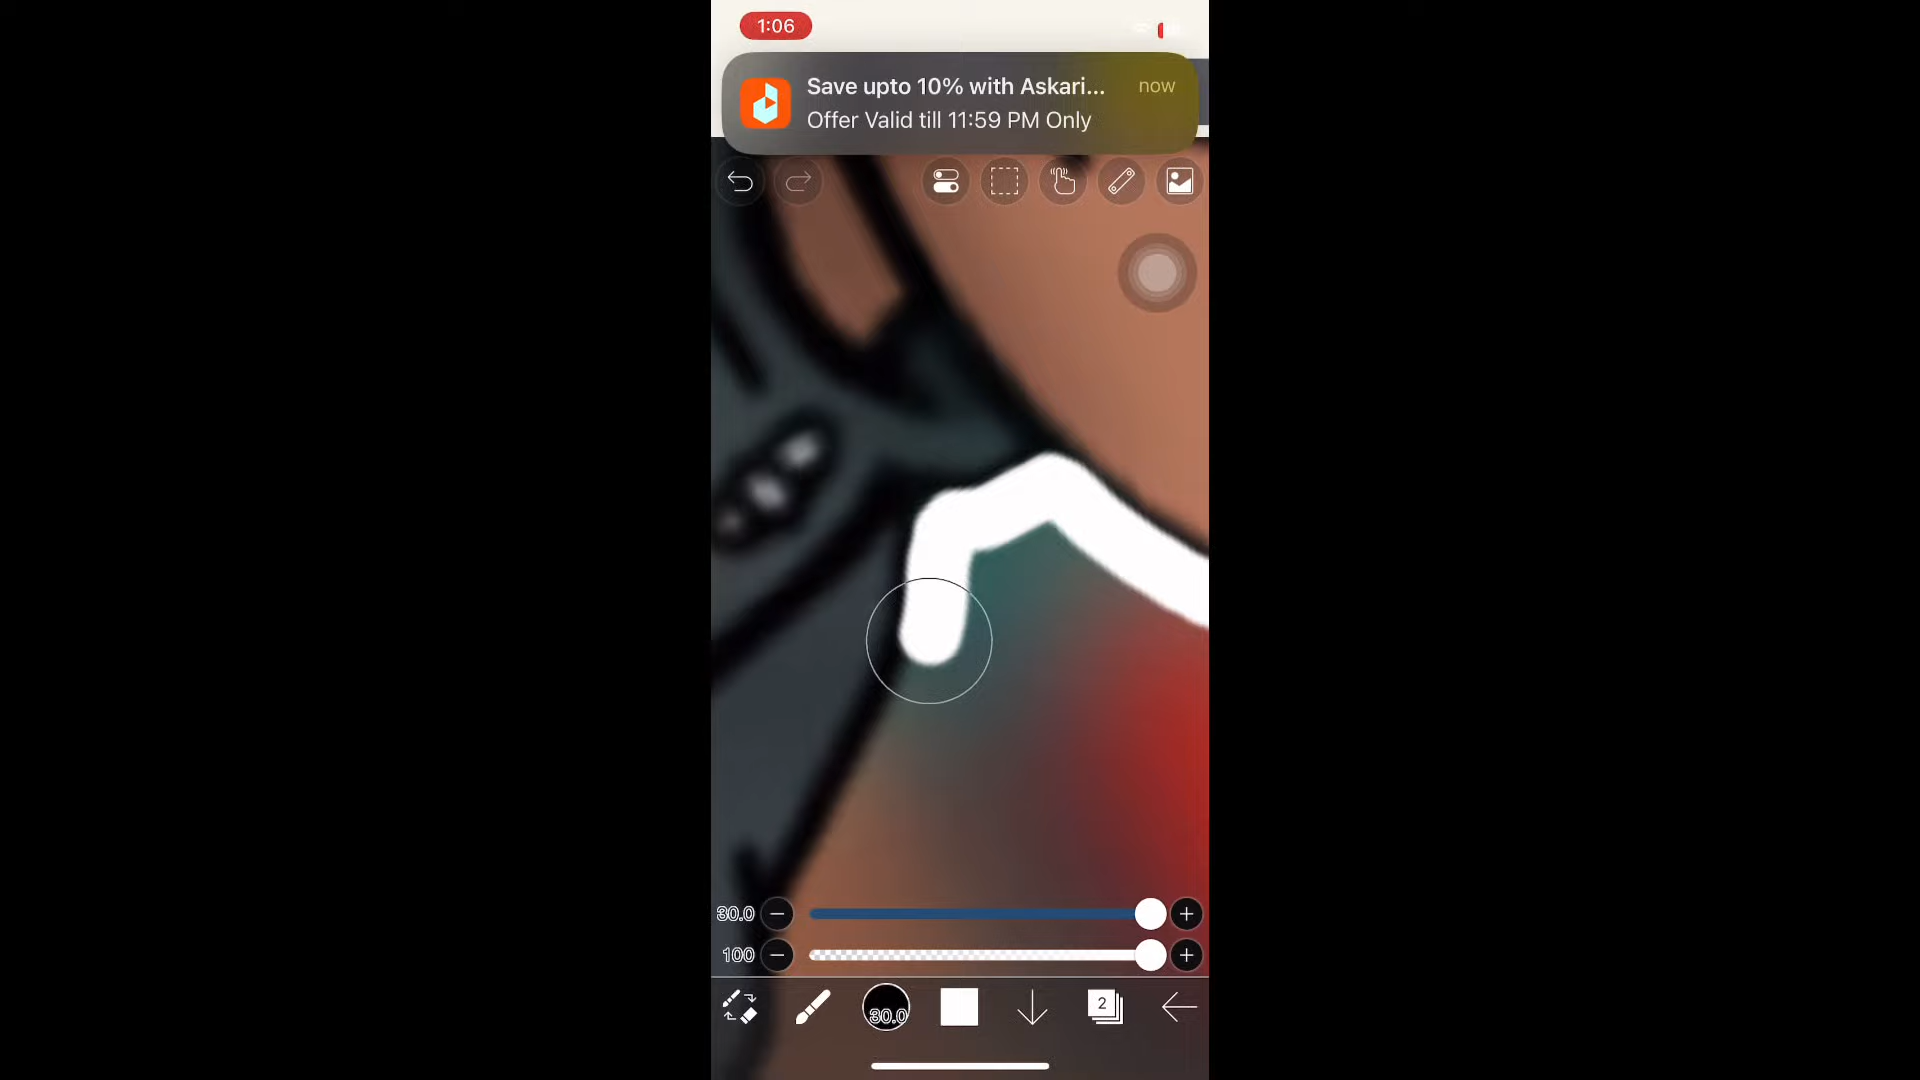 1:06
Save upto 10% with Askari...
now
Offer Valid till 11:59 PM Only
30.0
100
30.0
2